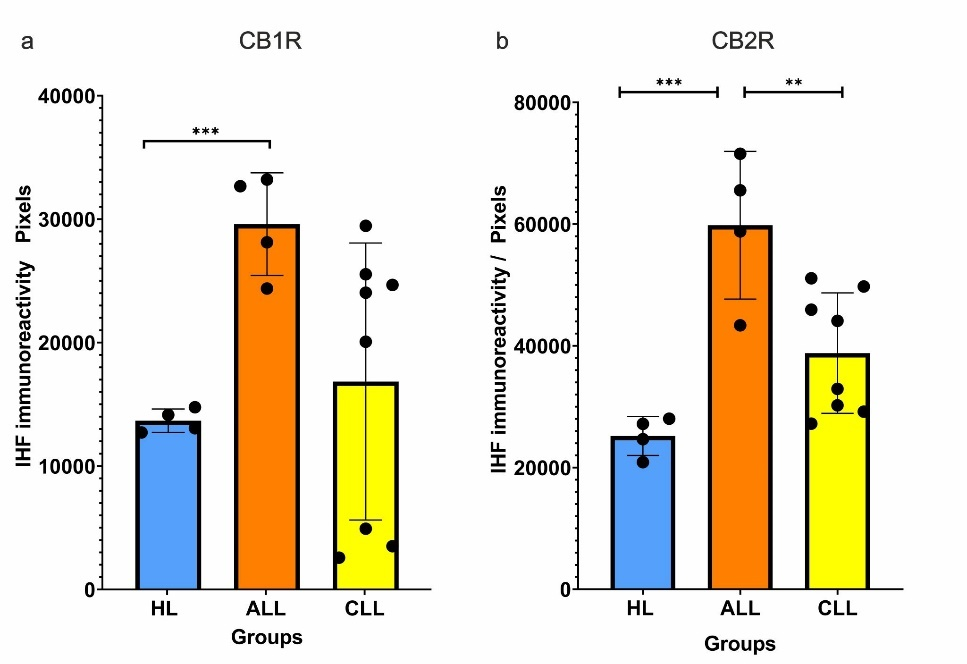 a
CB1R
b
CB2R
***
***
**
IHF immunoreactivity Pixels
40000
30000
20000
10000
0
HL
ALL
CLL
Groups
IHF immunoreactivity / Pixels
80000
60000
40000
20000
0
HL
ALL
CLL
Groups